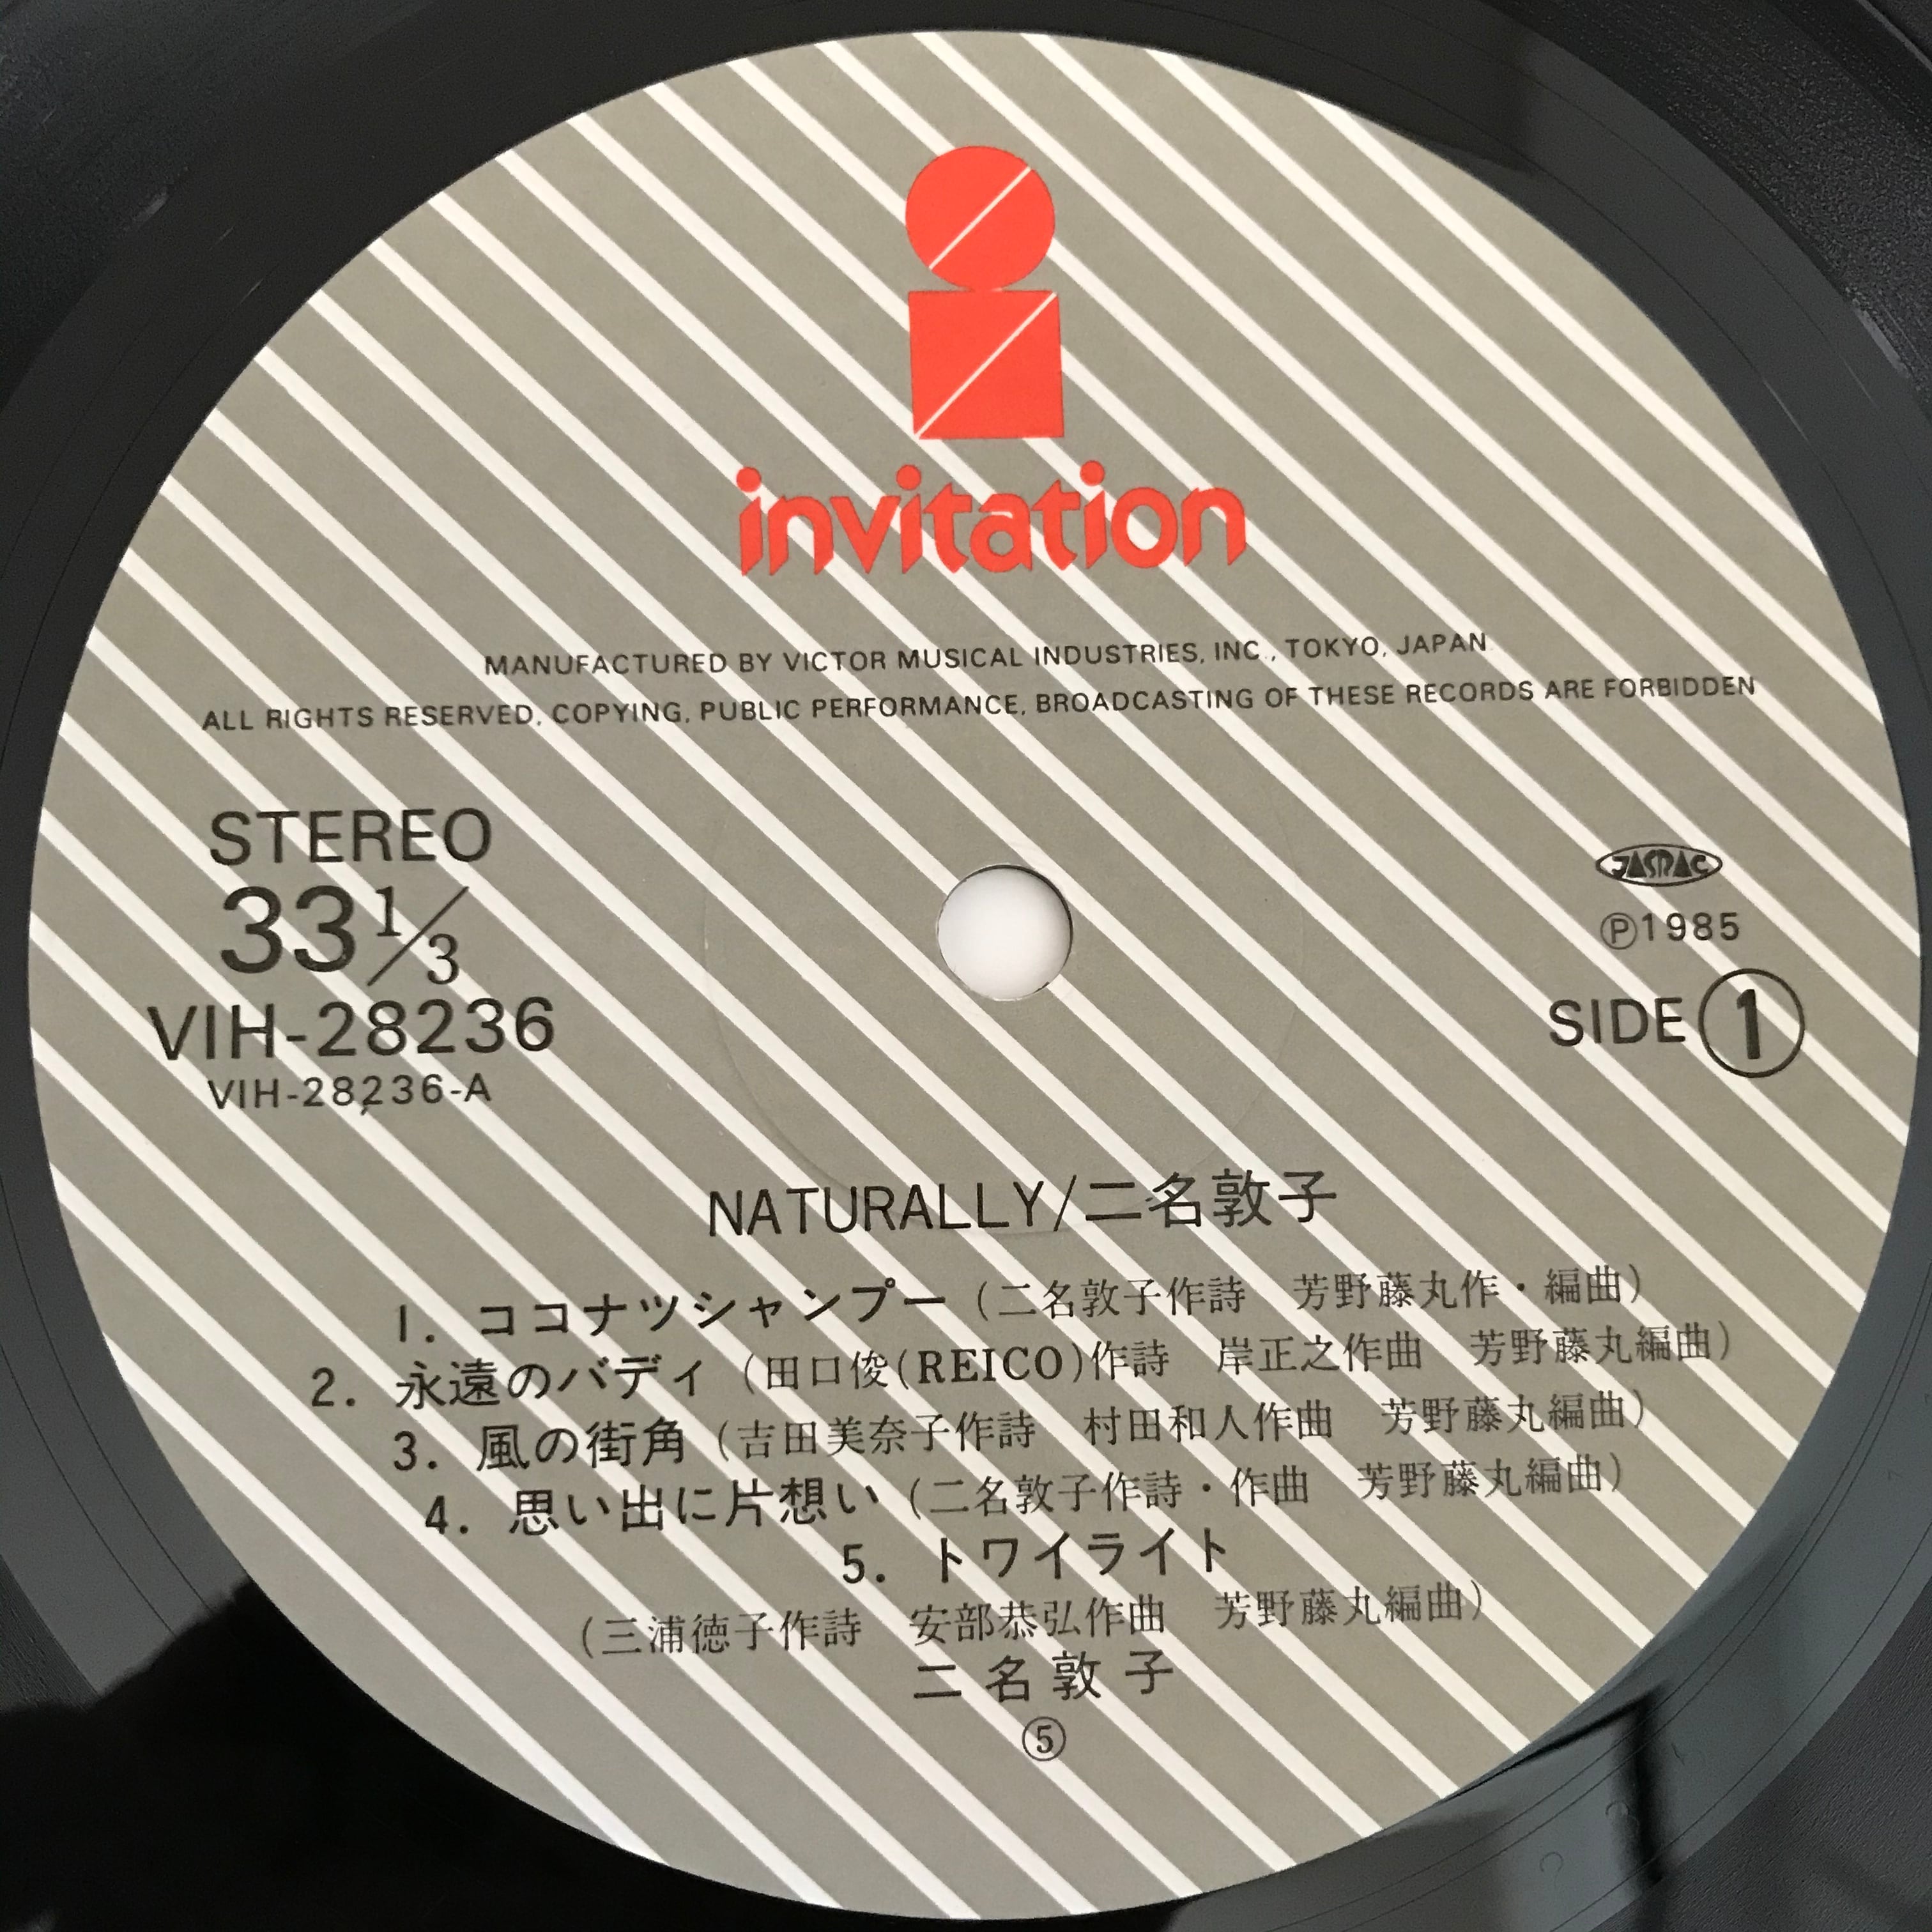 invitation
MANUFACTURED BY VICTOR MUSICAL INDUSTRIES, INC., TOKYO, JAPAN
ALL RIGHTS RESERVED, COPYING, PUBLIC PERFORMANCE, BROADCASTING OF THESE RECORDS ARE FORBIDDEN
STEREO
33 1/3
VIH-28236
VIH-28236-A
JASRAC
Ⓟ1985
SIDE ①
NATURALLY/二名敦子
1. ココナツシャンプー (二名敦子作詩 芳野藤丸作・編曲)
2. 永遠のバディ (田口俊(REICO)作詩 岸正之作曲 芳野藤丸編曲)
3. 風の街角 (吉田美奈子作詩 村田和人作曲 芳野藤丸編曲)
4. 思い出に片想い (二名敦子作詩・作曲 芳野藤丸編曲)
5. トワイライト
(三浦徳子作詩 安部恭弘作曲 芳野藤丸編曲)
二名敦子
⑤